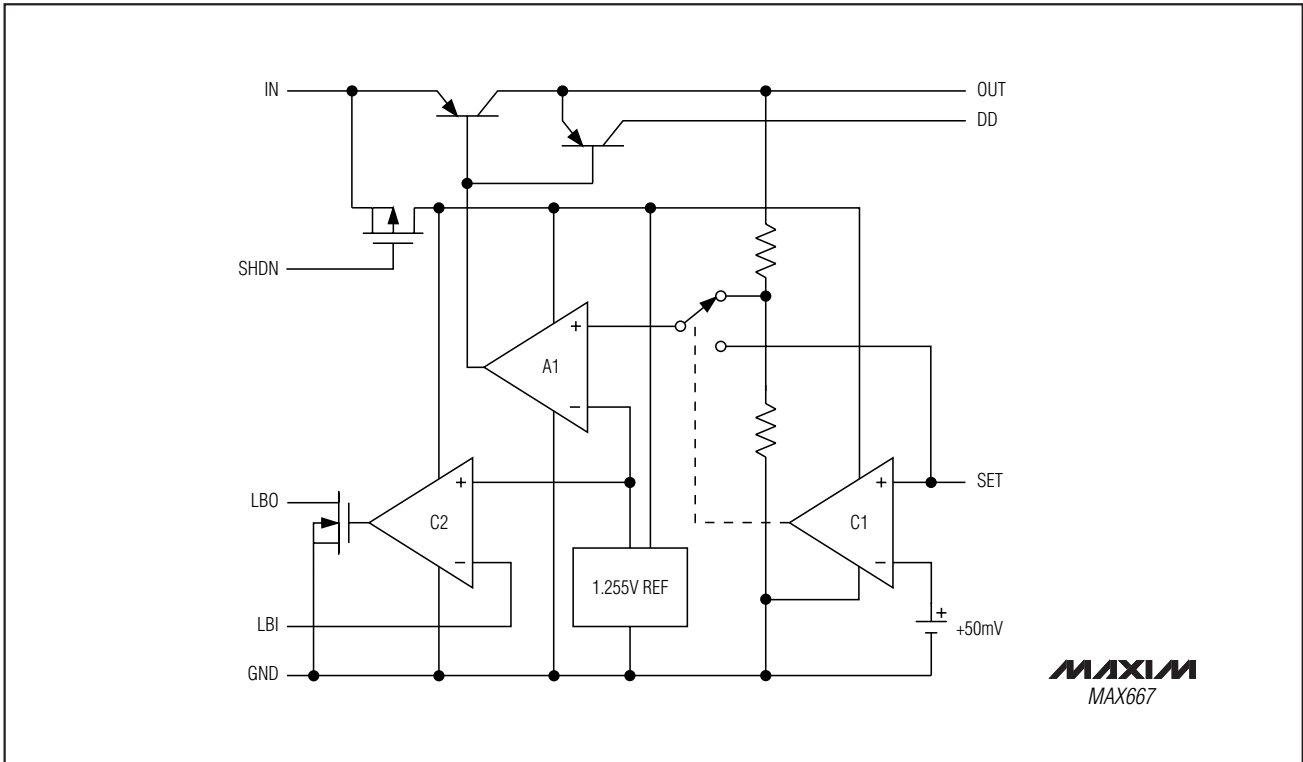 IN
OUT
DD
SHDN
+
A1
−
LBO
+
C2
−
+
C1
−
SET
1.255V REF
LBI
+
+50mV
GND
MAXIM
MAX667